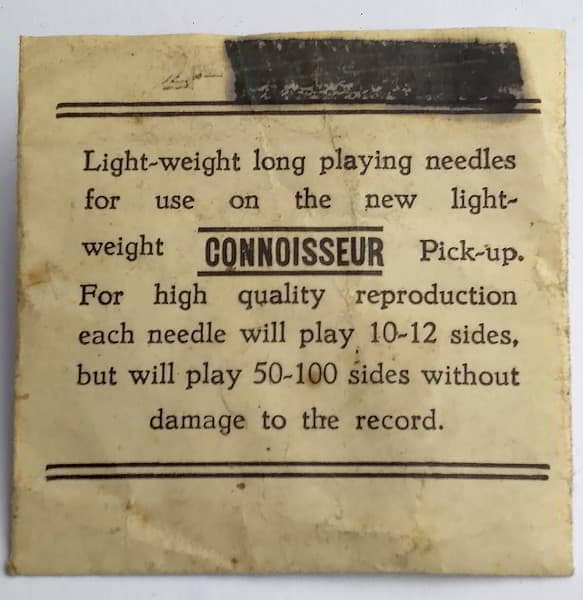 2/-
Light-weight long playing needles
for use on the new light-
weight CONNOISSEUR Pick-up.
For high quality reproduction
each needle will play 10-12 sides,
but will play 50-100 sides without
damage to the record.